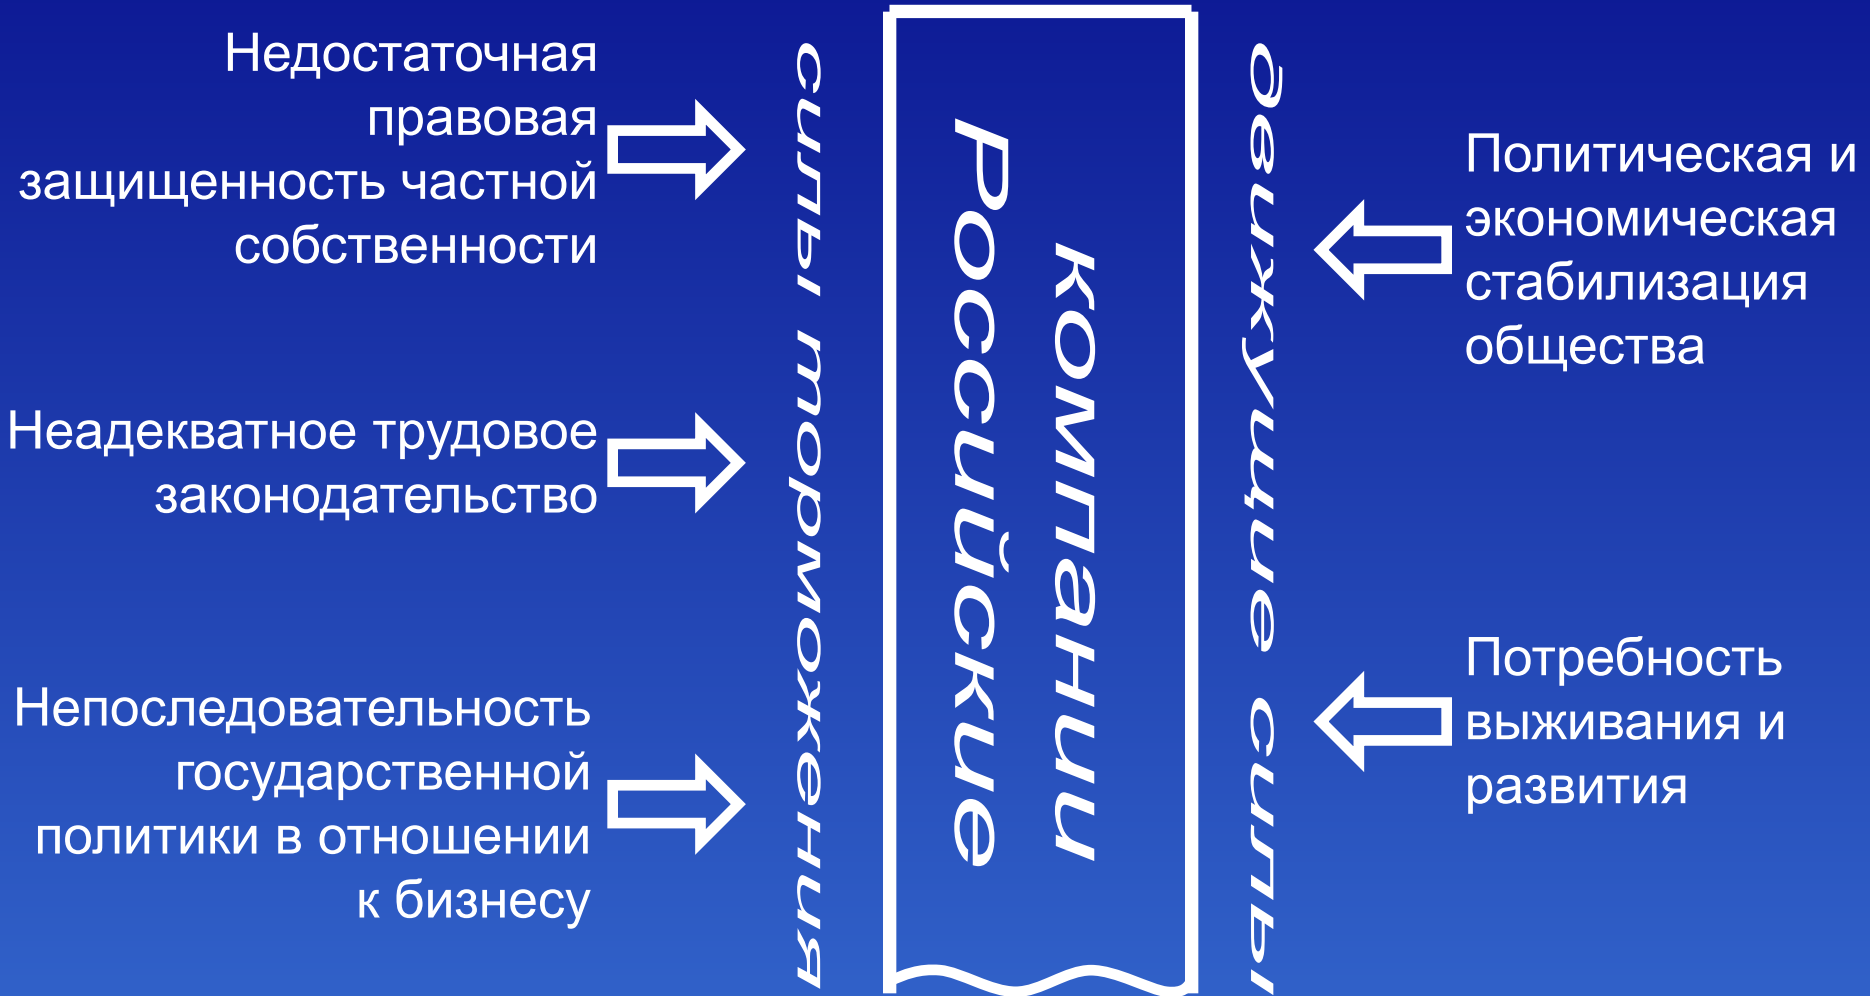 Недостаточная
правовая
защищенность частной
собственности
Неадекватное трудовое
законодательство
Непоследовательность
государственной
политики в отношении
к бизнесу
силы торможения
Российские
компании
движущие силы
Политическая и
экономическая
стабилизация
общества
Потребность
выживания и
развития